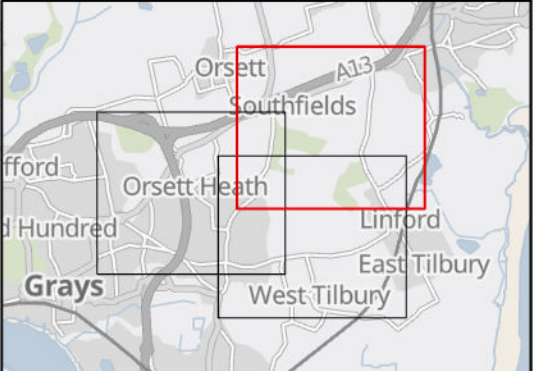 Orsett
A13
Southfields
fford
Orsett Heath
d Hundred
Linford
East Tilbury
Grays
West Tilbury